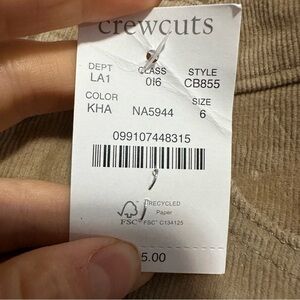 crewcuts
DEPT CLASS STYLE
LA1 016 CB855
COLOR SIZE
KHA NA5944 6
099107448315
RECYCLED
Paper
FSC® FSC® C134125
5.00